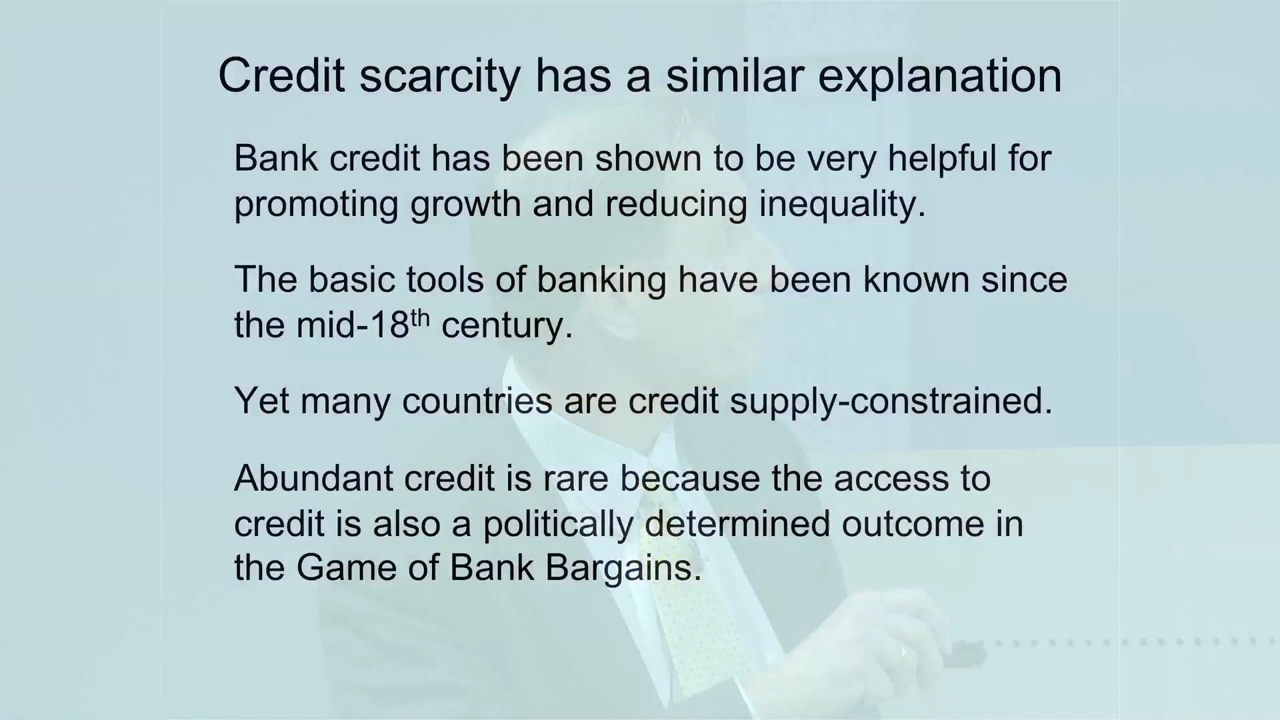 Credit scarcity has a similar explanation
Bank credit has been shown to be very helpful for
promoting growth and reducing inequality.
The basic tools of banking have been known since
the mid-18th century.
Yet many countries are credit supply-constrained.
Abundant credit is rare because the access to
credit is also a politically determined outcome in
the Game of Bank Bargains.